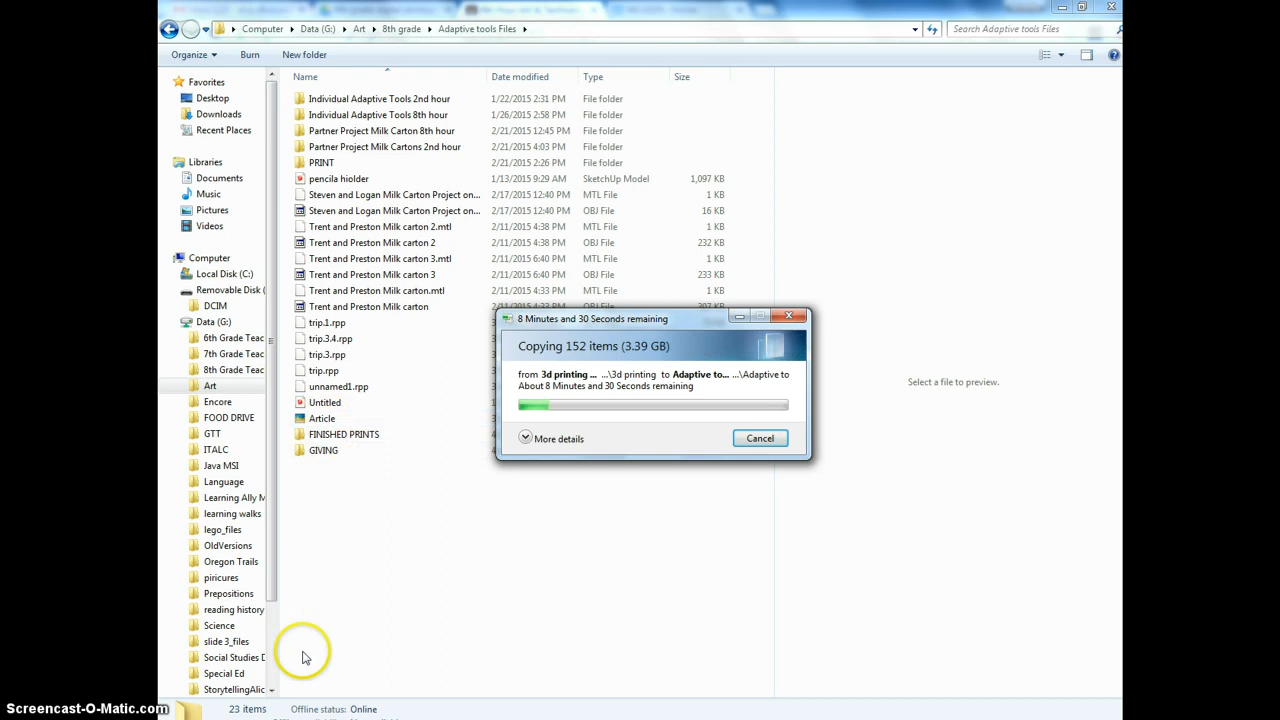 Computer Data (G:) Art 8th grade Adaptive tools Files Search Adaptive tools Files
Organize Burn New folder
Name Date modified Type Size
Favorites
Desktop
Downloads
Recent Places
Libraries
Documents
Music
Pictures
Videos
Computer
Local Disk (C:)
Removable Disk (
DCIM
Data (G:)
6th Grade Teac
7th Grade Teac
8th Grade Teac
Art
Encore
FOOD DRIVE
GTT
ITALC
Java MSI
Language
Learning Ally M
learning walks
lego_files
OldVersions
Oregon Trails
piricures
Prepositions
reading history
Science
slide 3_files
Social Studies D
Special Ed
StorytellingAlic
Individual Adaptive Tools 2nd hour 1/22/2015 2:31 PM File folder
Individual Adaptive Tools 8th hour 1/26/2015 2:58 PM File folder
Partner Project Milk Carton 8th hour 2/21/2015 12:45 PM File folder
Partner Project Milk Cartons 2nd hour 2/21/2015 4:03 PM File folder
PRINT 2/21/2015 2:26 PM File folder
pencila hiolder 1/13/2015 9:29 AM SketchUp Model 1,097 KB
Steven and Logan Milk Carton Project on... 2/17/2015 12:40 PM MTL File 1 KB
Steven and Logan Milk Carton Project on... 2/17/2015 12:40 PM OBJ File 16 KB
Trent and Preston Milk carton 2.mtl 2/11/2015 4:38 PM MTL File 1 KB
Trent and Preston Milk carton 2 2/11/2015 4:38 PM OBJ File 232 KB
Trent and Preston Milk carton 3.mtl 2/11/2015 6:40 PM MTL File 1 KB
Trent and Preston Milk carton 3 2/11/2015 6:40 PM OBJ File 233 KB
Trent and Preston Milk carton.mtl 2/11/2015 4:33 PM MTL File 1 KB
Trent and Preston Milk carton 2/11/2015 4:33 PM OBJ File 307 KB
trip.1.rpp
trip.3.4.rpp
trip.3.rpp
trip.rpp
unnamed1.rpp
Untitled
Article
FINISHED PRINTS
GIVING
8 Minutes and 30 Seconds remaining
Copying 152 items (3.39 GB)
from 3d printing ... ...\3d printing to Adaptive to... ...\Adaptive to
About 8 Minutes and 30 Seconds remaining
More details Cancel
Select a file to preview.
23 items Offline status: Online
Screencast-O-Matic.com